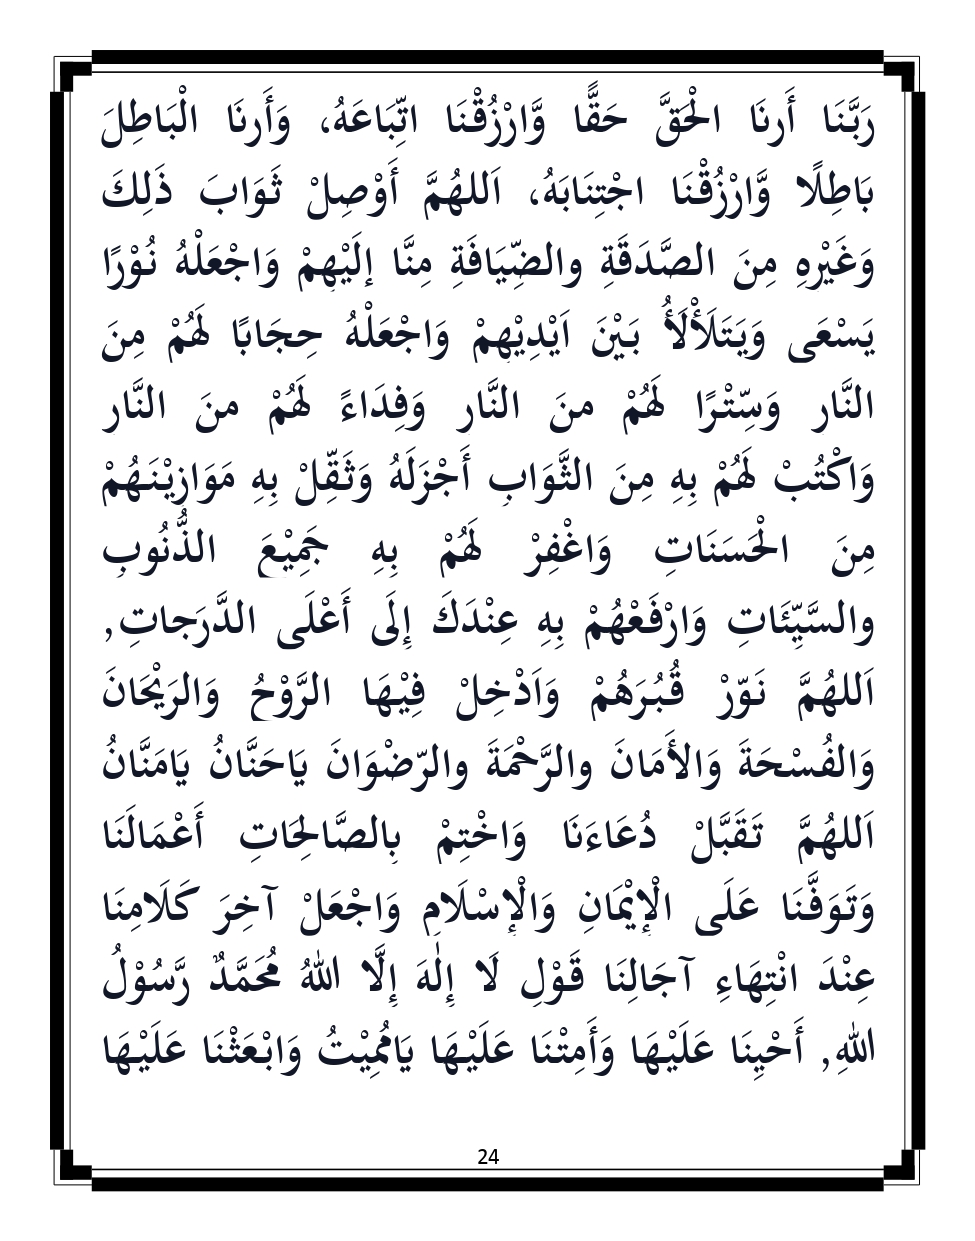 رَبَّنَا أَرنَا الْحَقَّ حَقًّا وَّارْزُقْنَا اتِّبَاعَهُ، وَأَرنَا الْبَاطِلَ
بَاطِلًا وَّارْزُقْنَا اجْتِنَابَهُ، اَللهُمَّ أَوْصِلْ ثَوَابَ ذَلِكَ
وَغَيْرِهِ مِنَ الصَّدَقَةِ والضِّيَافَةِ مِنَّا إِلَيْهِمْ وَاجْعَلْهُ نُوْرًا
يَسْعَى وَيَتَلَأْلَأُ بَيْنَ اَيْدِيْهِمْ وَاجْعَلْهُ حِجَابًا لَهُمْ مِنَ
النَّار وَسِّتْرًا لَهُمْ منَ النَّار وَفِدَاءً لَهُمْ منَ النَّار
وَاكْتُبْ لَهُمْ بِهِ مِنَ الثَّوَابِ أَجْزَلَهُ وَثَقِّلْ بِهِ مَوَازِيْنَهُمْ
مِنَ الْحَسَنَاتِ وَاغْفِرْ لَهُمْ بِهِ جَمِيْعَ الذُّنُوبِ
والسَّيِّئَاتِ وَارْفَعْهُمْ بِهِ عِنْدَكَ إِلَى أَعْلَى الدَّرَجاتِ,
اَللهُمَّ نَوّرْ قُبُرَهُمْ وَاَدْخِلْ فِيْهَا الرَّوْحُ وَالرَيْحَانَ
وَالفُسْحَةَ وَالأَمَانَ والرَّحْمَةَ والرّضْوَانَ يَاحَنَّانُ يَامَنَّانُ
اَللهُمَّ تَقَبَّلْ دُعَاءَنَا وَاخْتِمْ بِالصَّالِحَاتِ أَعْمَالَنَا
وَتَوَفَّنَا عَلَى الْإِيْمَانِ وَالْإِسْلَامِ وَاجْعَلْ آخِرَ كَلَامِنَا
عِنْدَ انْتِهَاءِ آجَالِنَا قَوْلِ لَا إِلٰهَ إِلَّا اللهُ مُحَمَّدٌ رَّسُوْلُ
اللهِ, أَحْيِنَا عَلَيْهَا وَأَمِتْنَا عَلَيْهَا يَامُمِيْتُ وَابْعَثْنَا عَلَيْهَا
24